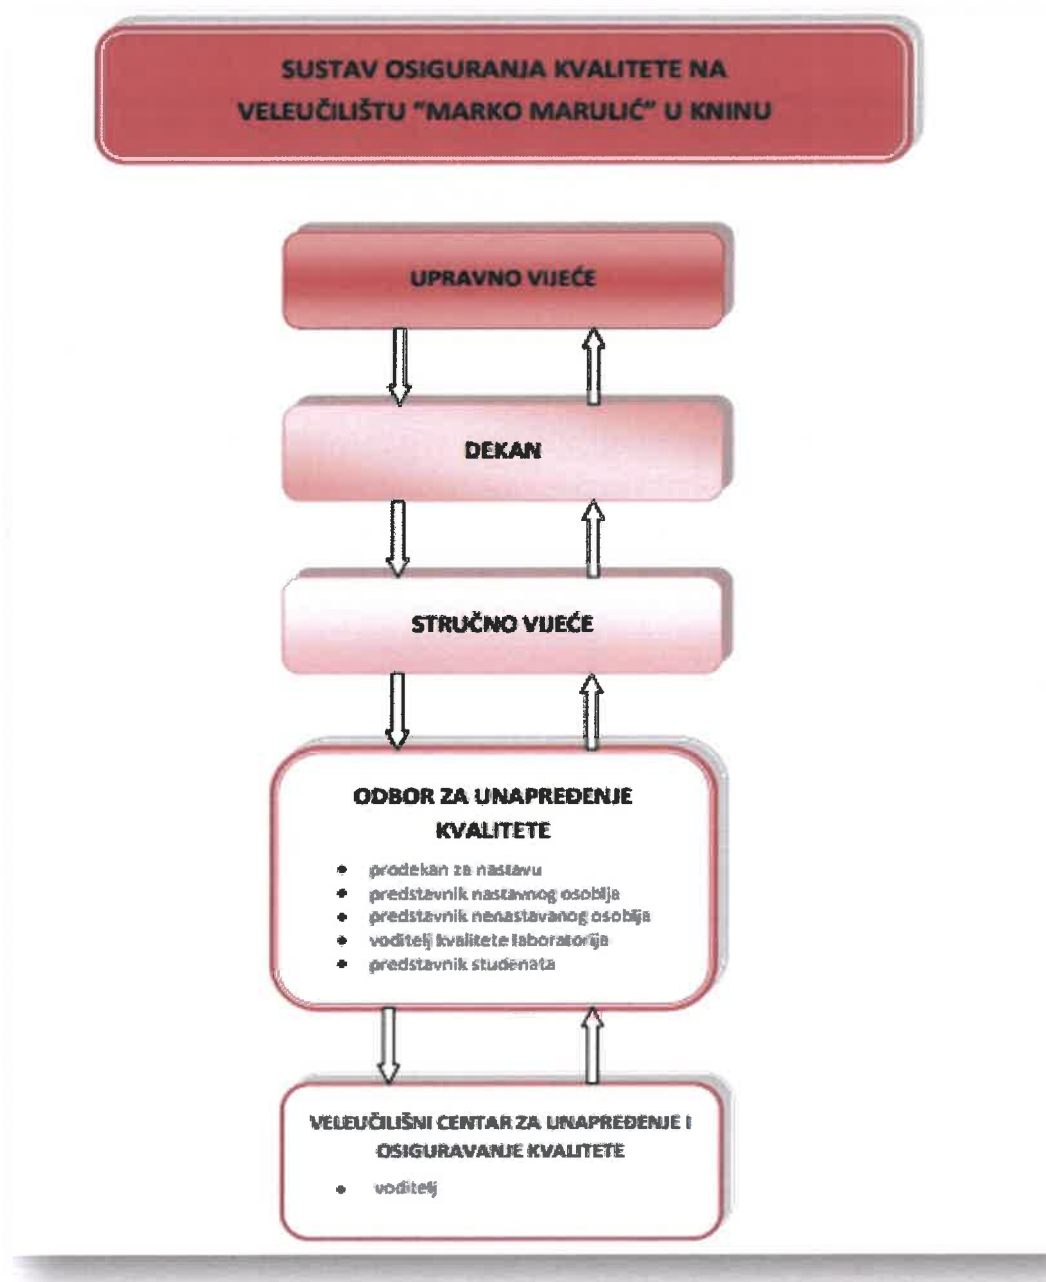 SUSTAV OSIGURANJA KVALITETE NA
VELEUČILIŠTU "MARKO MARULIĆ" U KNINU
UPRAVNO VIJEĆE
DEKAN
STRUČNO VIJEĆE
ODBOR ZA UNAPREĐENJE
KVALITETE
• prodekan za nastavu
• predstavnik nastavnog osoblja
• predstavnik nenastavanog osoblja
• voditelj kvalitete laboratorija
• predstavnik studenata
VELEUČILIŠNI CENTAR ZA UNAPREĐENJE I
OSIGURAVANJE KVALITETE
• voditelj